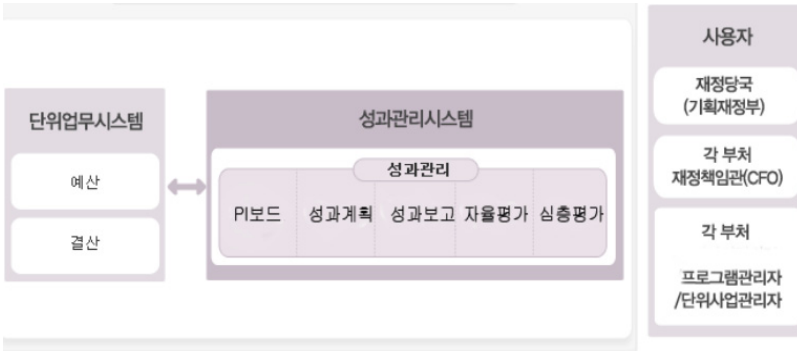 단위업무시스템
예산
결산
성과관리시스템
성과관리
PI보드 성과계획 성과보고 자율평가 심층평가
사용자
재정당국
(기획재정부)
각 부처
재정책임관(CFO)
각 부처
프로그램관리자
/단위사업관리자